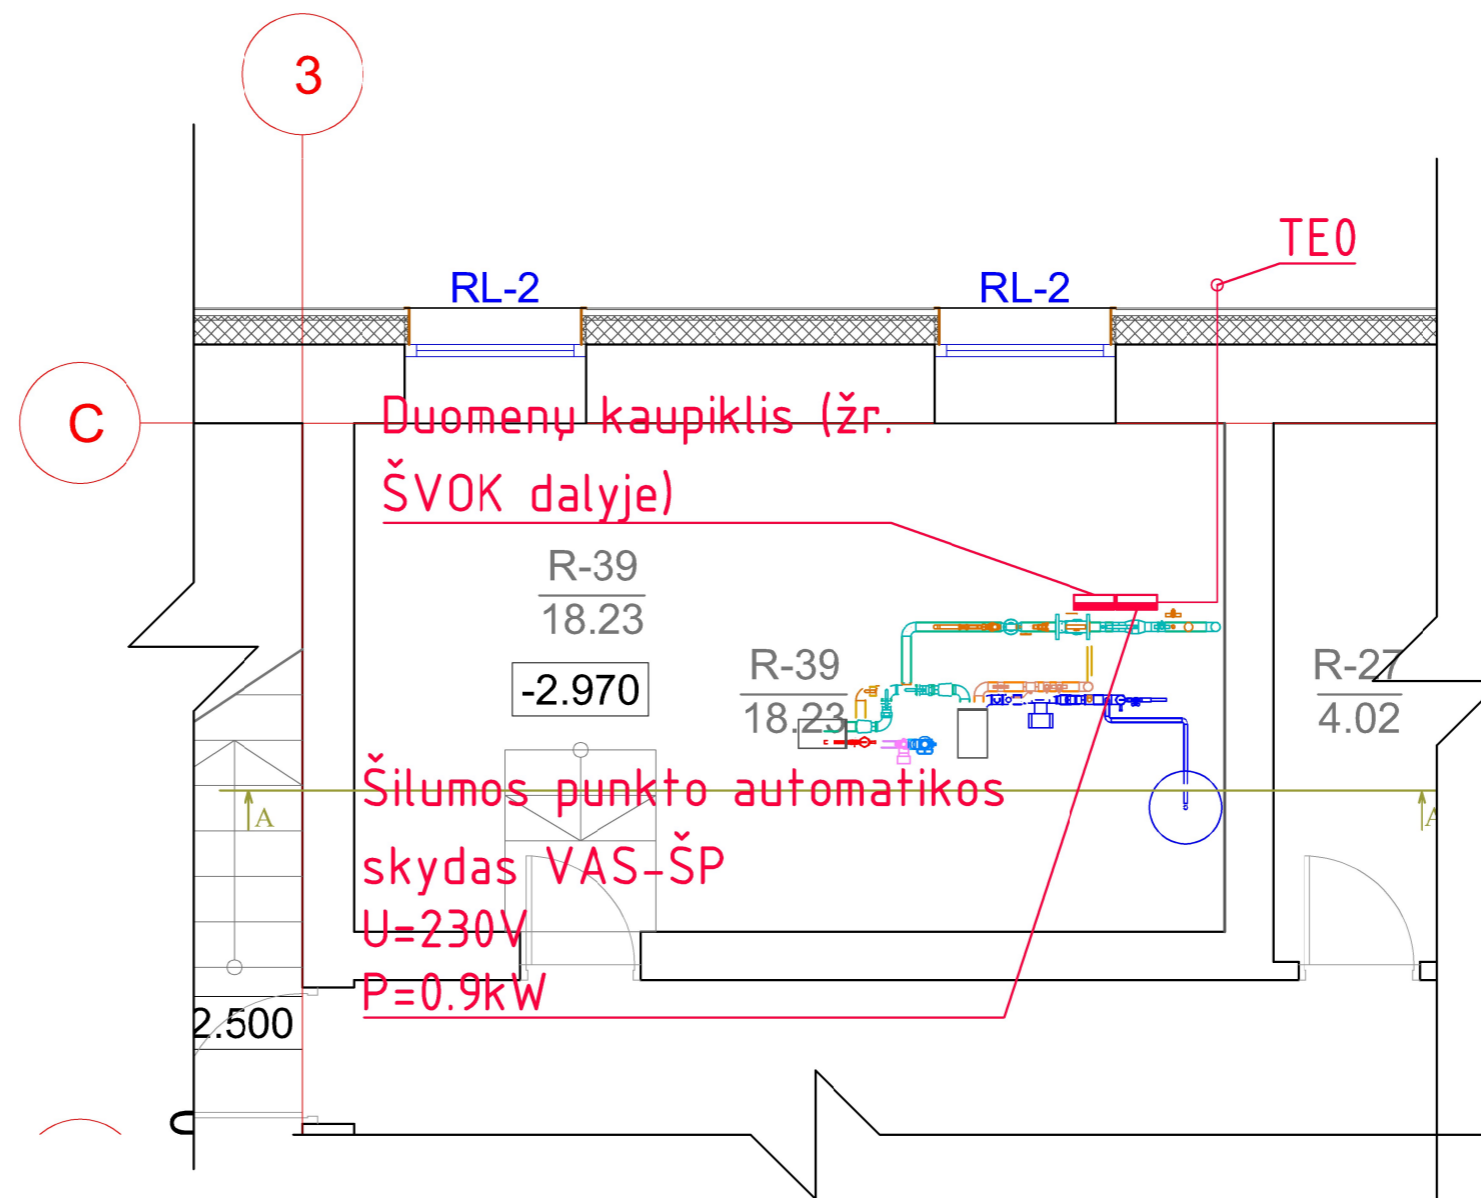 3
TE0
RL-2
RL-2
C
Duomenų kaupiklis (žr.
ŠVOK dalyje)
R-39
18.23
-2.970
R-39
18.23
R-27
4.02
Šilumos punkto automatikos
skydas VAS-ŠP
U=230V
P=0.9kW
A
A
2.500